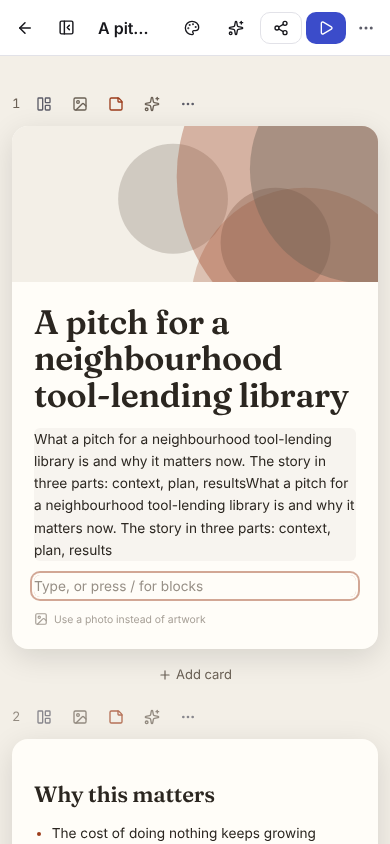 A pit...
1
A pitch for a
neighbourhood
tool-lending library
What a pitch for a neighbourhood tool-lending
library is and why it matters now. The story in
three parts: context, plan, resultsWhat a pitch for
a neighbourhood tool-lending library is and why it
matters now. The story in three parts: context,
plan, results
Type, or press / for blocks
Use a photo instead of artwork
+ Add card
2
Why this matters
• The cost of doing nothing keeps growing